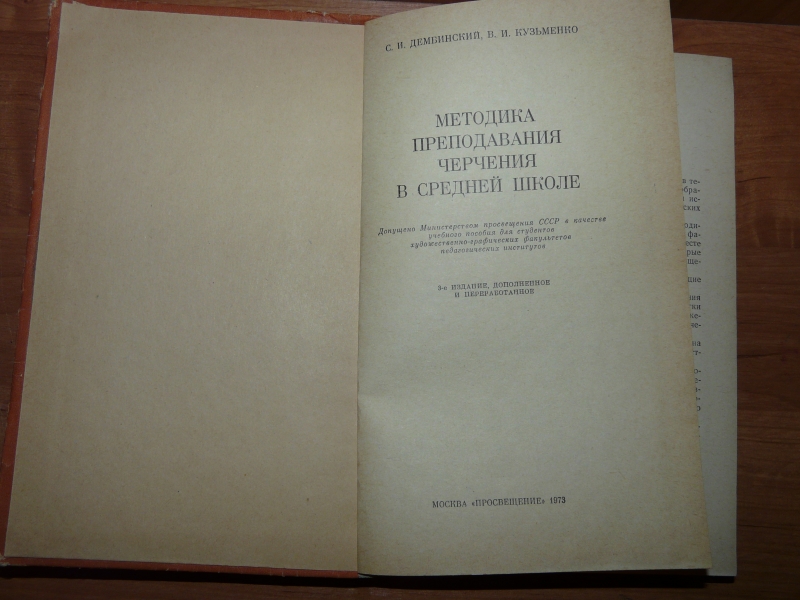 С. И. ДЕМБИНСКИЙ, В. И. КУЗЬМЕНКО
МЕТОДИКА
ПРЕПОДАВАНИЯ
ЧЕРЧЕНИЯ
В СРЕДНЕЙ ШКОЛЕ
Допущено Министерством просвещения СССР в качестве
учебного пособия для студентов
художественно-графических факультетов
педагогических институтов
3-е ИЗДАНИЕ, ДОПОЛНЕННОЕ
И ПЕРЕРАБОТАННОЕ
МОСКВА «ПРОСВЕЩЕНИЕ» 1973